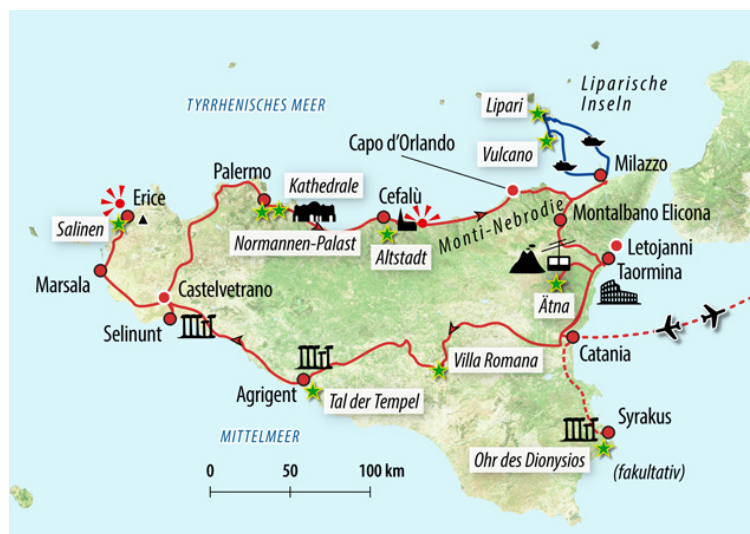 Liparische
Inseln
TYRRHENISCHES MEER
Lipari
Capo d'Orlando
Vulcano
Milazzo
Palermo
Kathedrale
Erice
Cefalù
Salinen
Normannen-Palast
Altstadt
Monti-Nebrodie
Montalbano Elicona
Letojanni
Taormina
Marsala
Castelvetrano
Ätna
Selinunt
Villa Romana
Catania
Agrigent
Tal der Tempel
Syrakus
MITTELMEER
Ohr des Dionysios
(fakultativ)
0 50 100 km